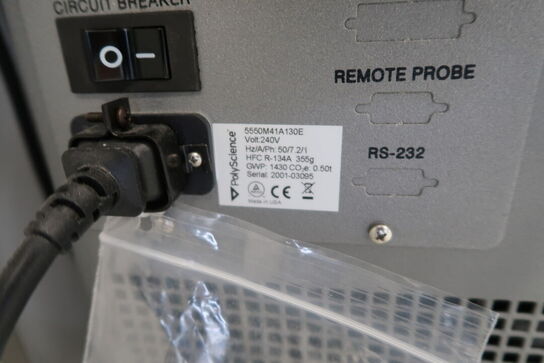 CIRCUIT BREAKER
O
REMOTE PROBE
RS-232
PolyScience
5550M41A130E
Volt:240V
Hz/A/Ph: 50/7.2/1
HFC R-134A 355g
GWP: 1430 CO₂e: 0.50t
Serial: 2001-03095
CE
Made in USA